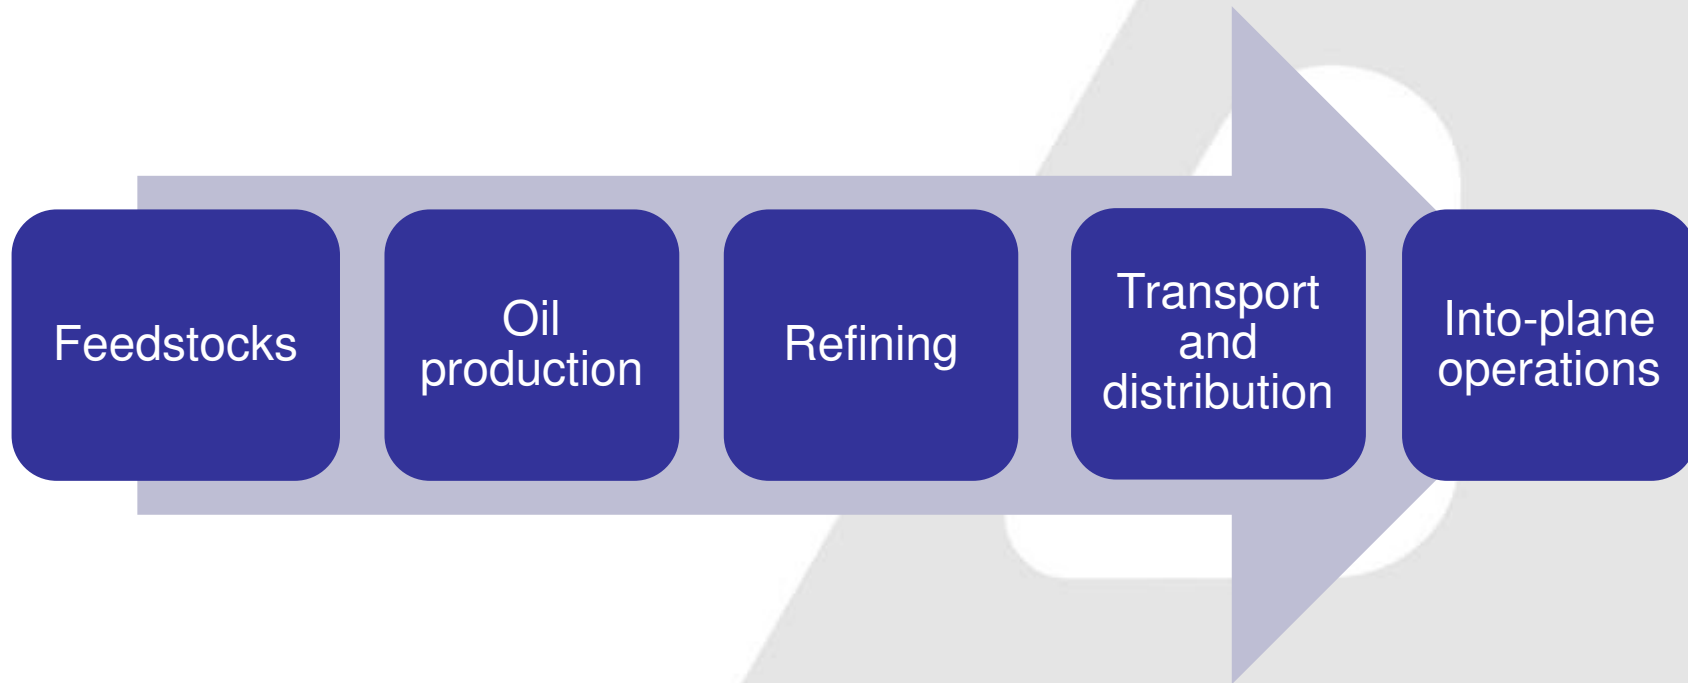 Feedstocks
Oil
production
Refining
Transport
and
distribution
Into-plane
operations